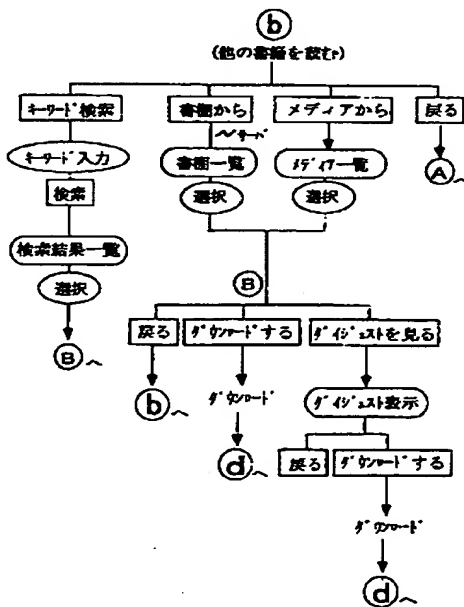 b
(他の書籍を読む)
キーワード検索
書棚から
メディアから
戻る
〜サーバ
キーワード入力
書棚一覧
メディア一覧
Aへ
検索
選択
選択
検索結果一覧
選択
B
Bへ
戻る
ダウンロードする
ダイジェストを見る
bへ
ダウンロード
ダイジェスト表示
dへ
戻る
ダウンロードする
ダウンロード
dへ